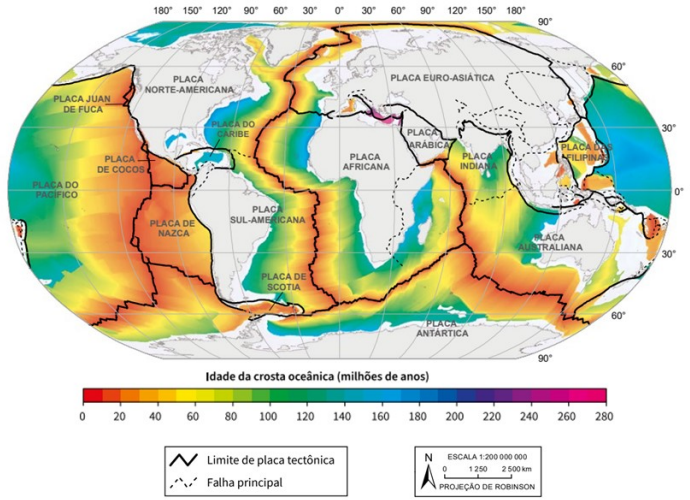 180° 150° 120° 90° 60° 30° 0° 30° 60° 90° 120° 150° 180°
90°
60°
30°
0°
30°
60°
90°
PLACA
NORTE-AMERICANA
PLACA EURO-ASIÁTICA
PLACA JUAN
DE FUCA
PLACA DO
CARIBE
PLACA
ARÁBICA
PLACA DAS
FILIPINAS
PLACA
DE COCOS
PLACA
AFRICANA
PLACA
INDIANA
PLACA DO
PACÍFICO
PLACA
SUL-AMERICANA
PLACA DE
NAZCA
PLACA
AUSTRALIANA
PLACA DE
SCOTIA
PLACA
ANTÁRTICA
Idade da crosta oceânica (milhões de anos)
0 20 40 60 80 100 120 140 160 180 200 220 240 260 280
Limite de placa tectônica
Falha principal
N
ESCALA 1:200 000 000
0 1 250 2 500 km
PROJEÇÃO DE ROBINSON